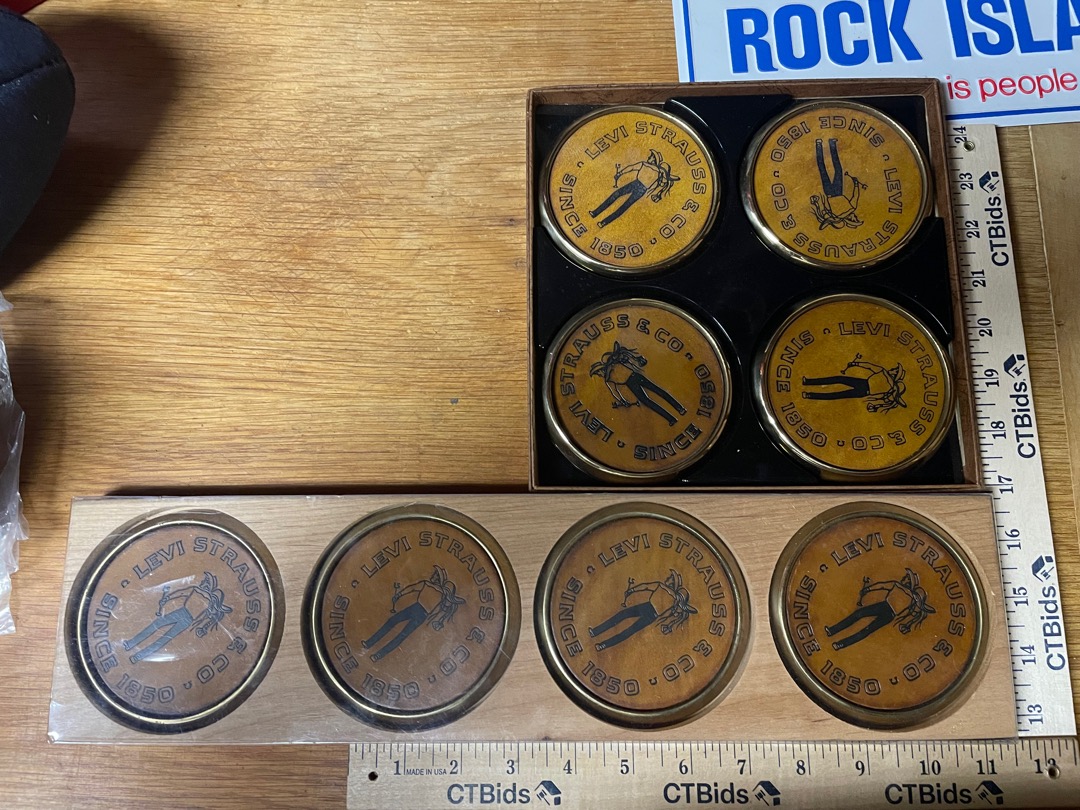 ROCK ISLA
is people
LEVI STRAUSS & CO · SINCE 1850 ·
LEVI STRAUSS & CO · SINCE 1850 ·
LEVI STRAUSS & CO · SINCE 1850 ·
LEVI STRAUSS & CO · SINCE 1850 ·
LEVI STRAUSS & CO · SINCE 1850 ·
LEVI STRAUSS & CO · SINCE 1850 ·
LEVI STRAUSS & CO · SINCE 1850 ·
LEVI STRAUSS & CO · SINCE 1850 ·
24 23 22 21 20 19 18 17 16 15 14 13
CTBids
CTBids
CTBids
1 MADE IN USA 2 3 4 5 6 7 8 9 10 11 12
CTBids CTBids CTBids